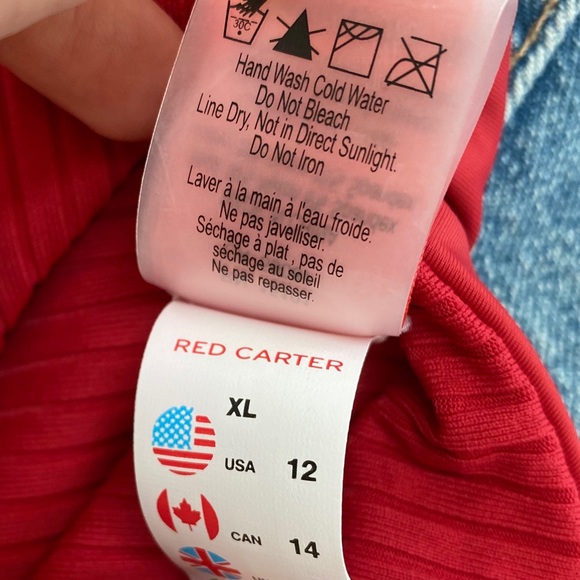 30C
Hand Wash Cold Water
Do Not Bleach
Line Dry, Not in Direct Sunlight.
Do Not Iron
Laver à la main à l'eau froide.
Ne pas javelliser.
Séchage à plat , pas de
séchage au soleil
Ne pas repasser.
RED CARTER
XL
USA 12
CAN 14